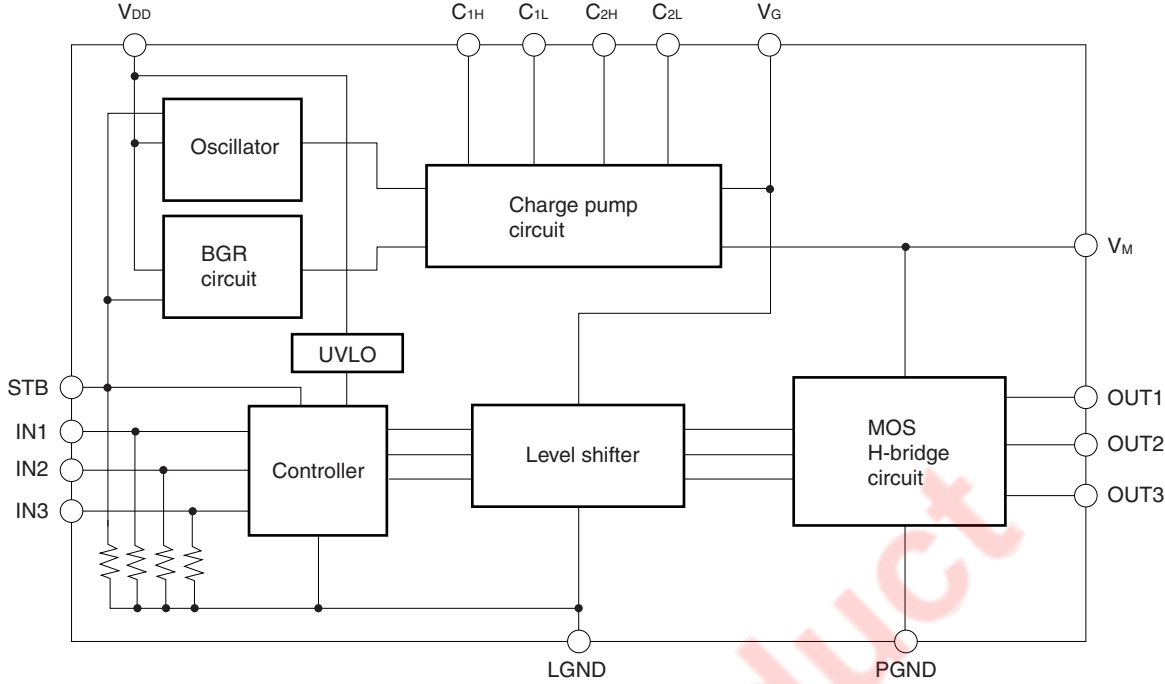 VDD
C1H
C1L
C2H
C2L
VG
Oscillator
Charge pump
circuit
BGR
circuit
VM
UVLO
STB
IN1
IN2
IN3
Controller
Level shifter
MOS
H-bridge
circuit
OUT1
OUT2
OUT3
LGND
PGND
duct